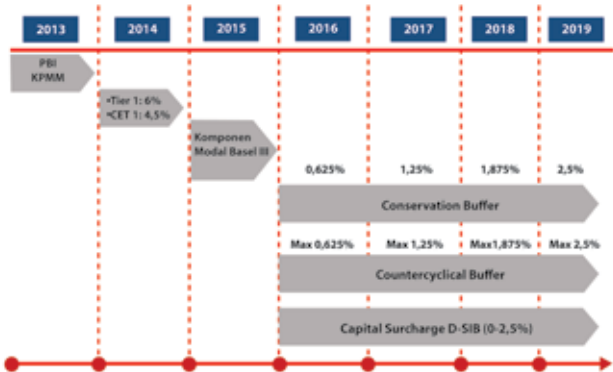 2013 2014 2015 2016 2017 2018 2019
PBI
KPMM
•Tier 1: 6%
•CET 1: 4,5%
Komponen
Modal Basel III
0,625% 1,25% 1,875% 2,5%
Conservation Buffer
Max 0,625% Max 1,25% Max1,875% Max 2,5%
Countercyclical Buffer
Capital Surcharge D-SIB (0-2,5%)